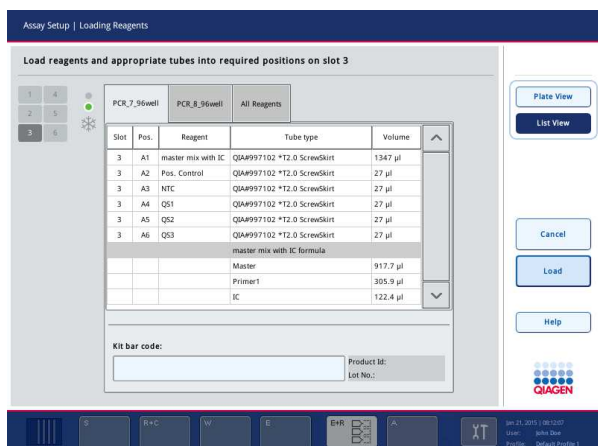 Assay Setup | Loading Reagents
Load reagents and appropriate tubes into required positions on slot 3
1 4
2 5
3 6
PCR_7_96well PCR_8_96well All Reagents
Plate View
List View
Slot Pos. Reagent Tube type Volume
3 A1 master mix with IC QIA#997102 *T2.0 ScrewSkirt 1347 µl
3 A2 Pos. Control QIA#997102 *T2.0 ScrewSkirt 27 µl
3 A3 NTC QIA#997102 *T2.0 ScrewSkirt 27 µl
3 A4 QS1 QIA#997102 *T2.0 ScrewSkirt 27 µl
3 A5 QS2 QIA#997102 *T2.0 ScrewSkirt 27 µl
3 A6 QS3 QIA#997102 *T2.0 ScrewSkirt 27 µl
master mix with IC formula
Master 917.7 µl
Primer1 305.9 µl
IC 122.4 µl
Cancel
Load
Help
Kit bar code:
Product Id:
Lot No.:
QIAGEN
S R+C W E E+R A
Jan 21, 2015 | 08:12:07
User: John Doe
Profile: Default Profile 1